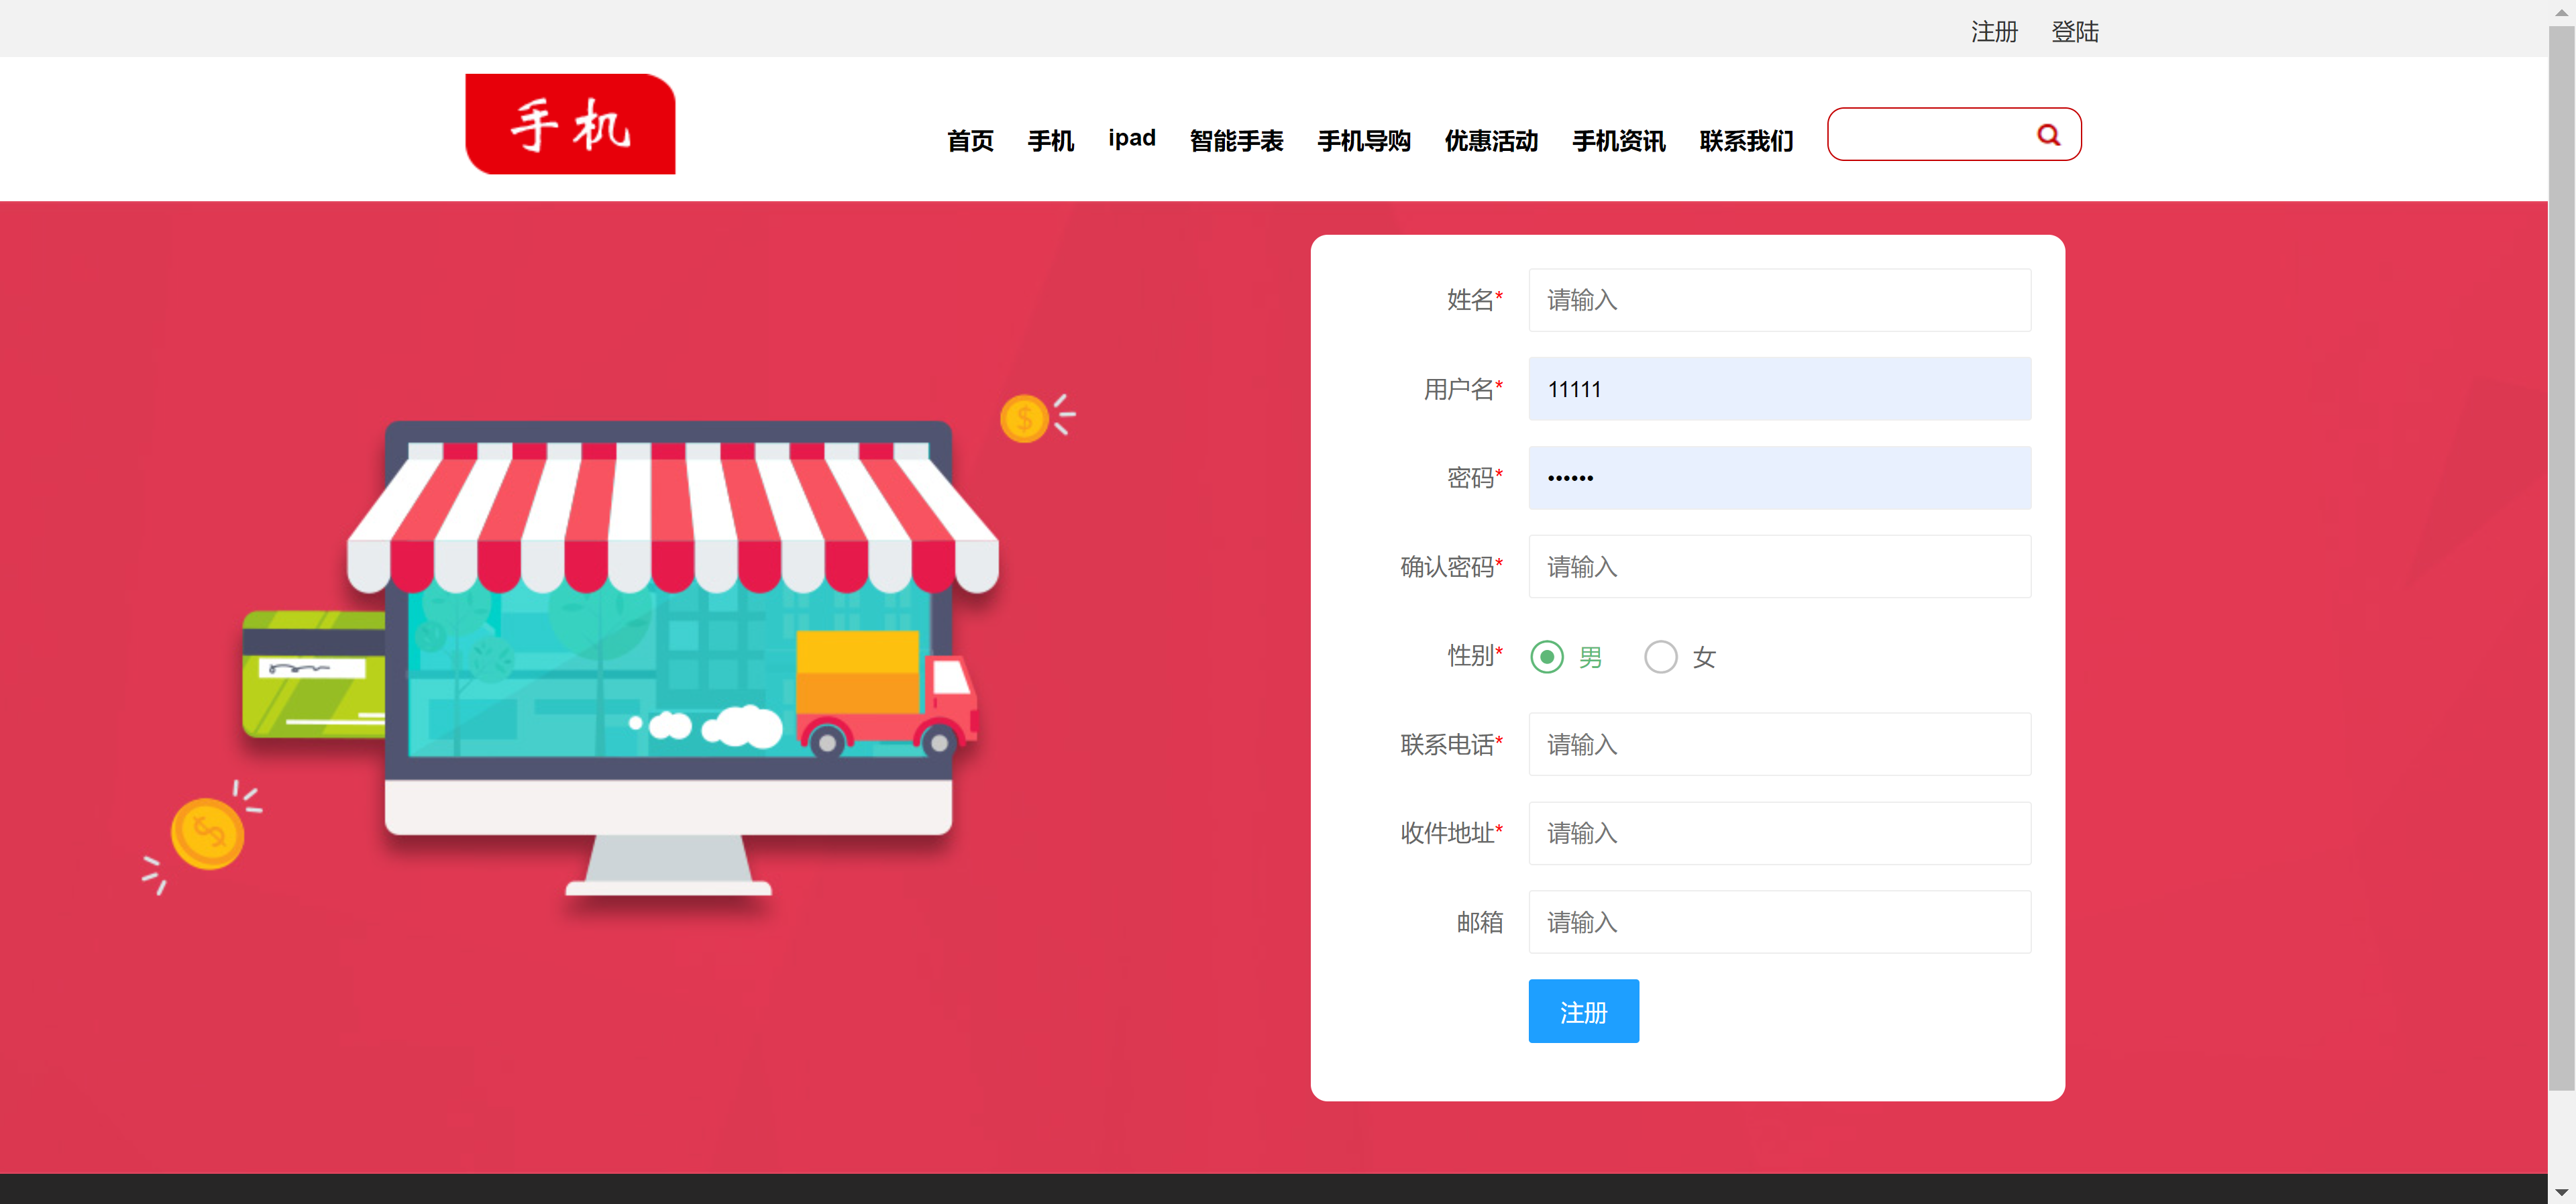 注册 登陆
手机
首页 手机 ipad 智能手表 手机导购 优惠活动 手机资讯 联系我们
姓名* 请输入
用户名* 11111
密码* ••••••
确认密码* 请输入
性别* 男 女
联系电话* 请输入
收件地址* 请输入
邮箱 请输入
注册